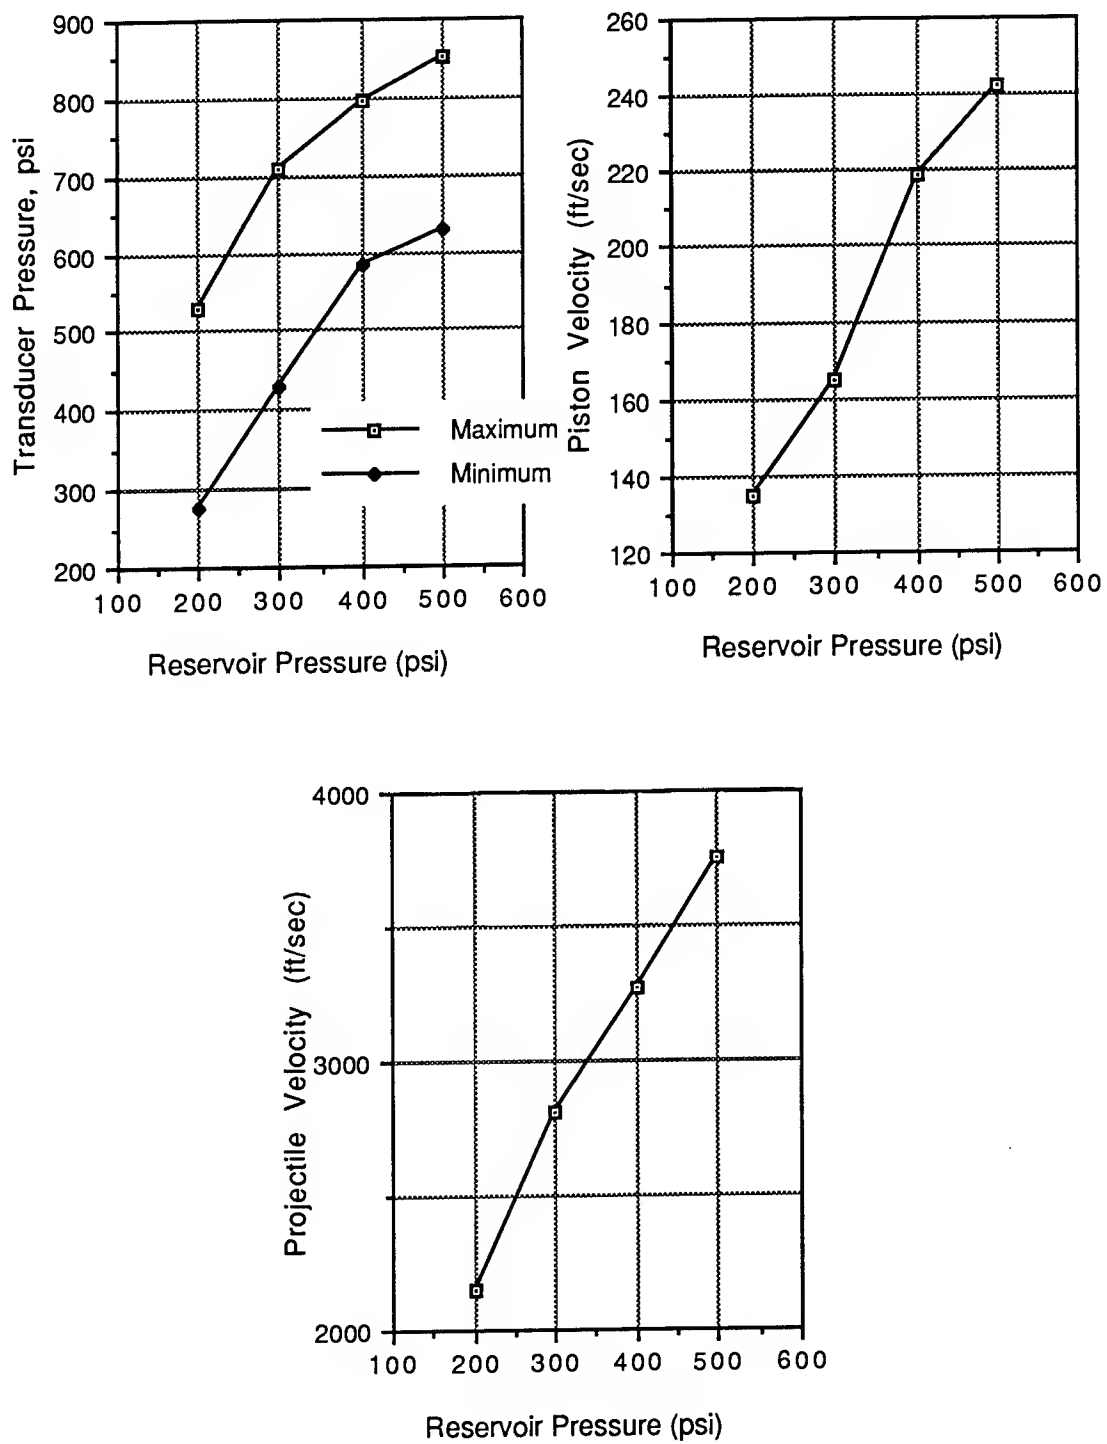 900
800
700
600
500
400
300
200
Transducer Pressure, psi
100 200 300 400 500 600
Reservoir Pressure (psi)
Maximum
Minimum
260
240
220
200
180
160
140
120
Piston Velocity (ft/sec)
100 200 300 400 500 600
Reservoir Pressure (psi)
4000
3000
2000
Projectile Velocity (ft/sec)
100 200 300 400 500 600
Reservoir Pressure (psi)